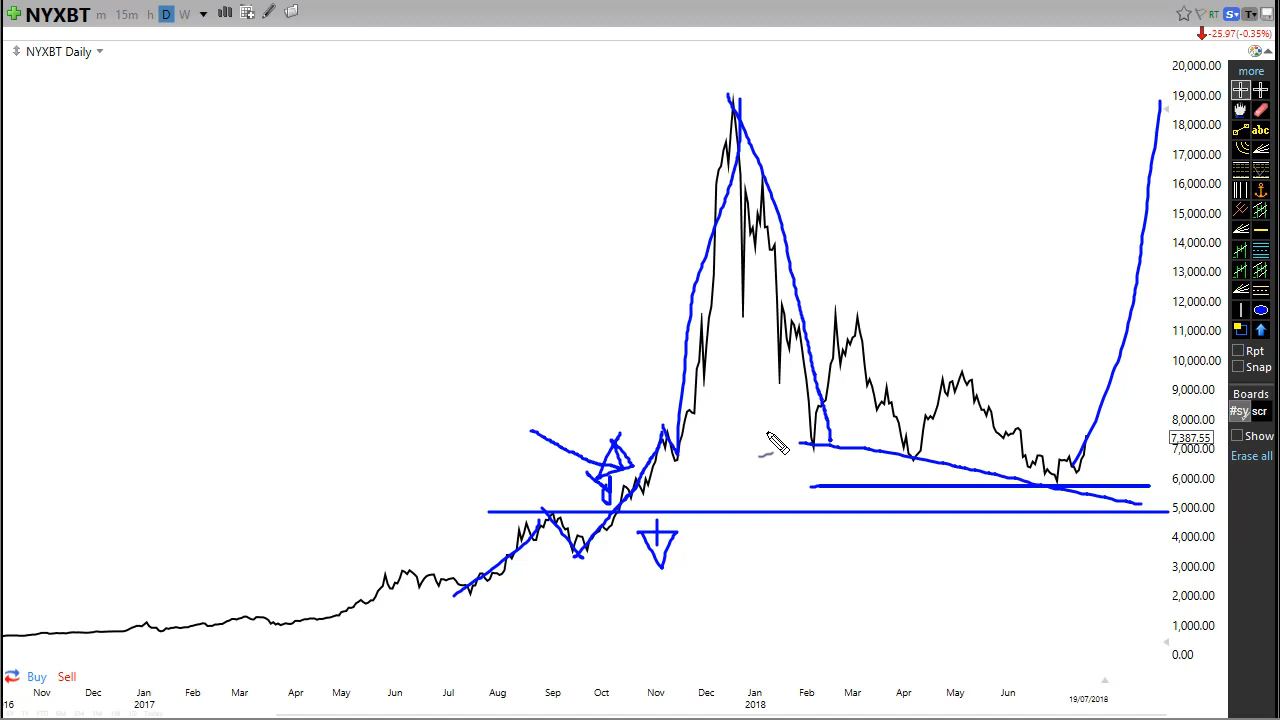 NYXBT m 15m h D W RT S T
-25.97(-0.35%)
NYXBT Daily
more
abc
20,000.00
19,000.00
18,000.00
17,000.00
16,000.00
15,000.00
14,000.00
13,000.00
12,000.00
11,000.00
10,000.00
9,000.00
8,000.00
7,387.55
7,000.00
6,000.00
5,000.00
4,000.00
3,000.00
2,000.00
1,000.00
0.00
Rpt
Snap
Boards
#sy scr
Show
Erase all
Buy Sell
Nov Dec Jan Feb Mar Apr May Jun Jul Aug Sep Oct Nov Dec Jan Feb Mar Apr May Jun
16 2017 2018 19/07/2018